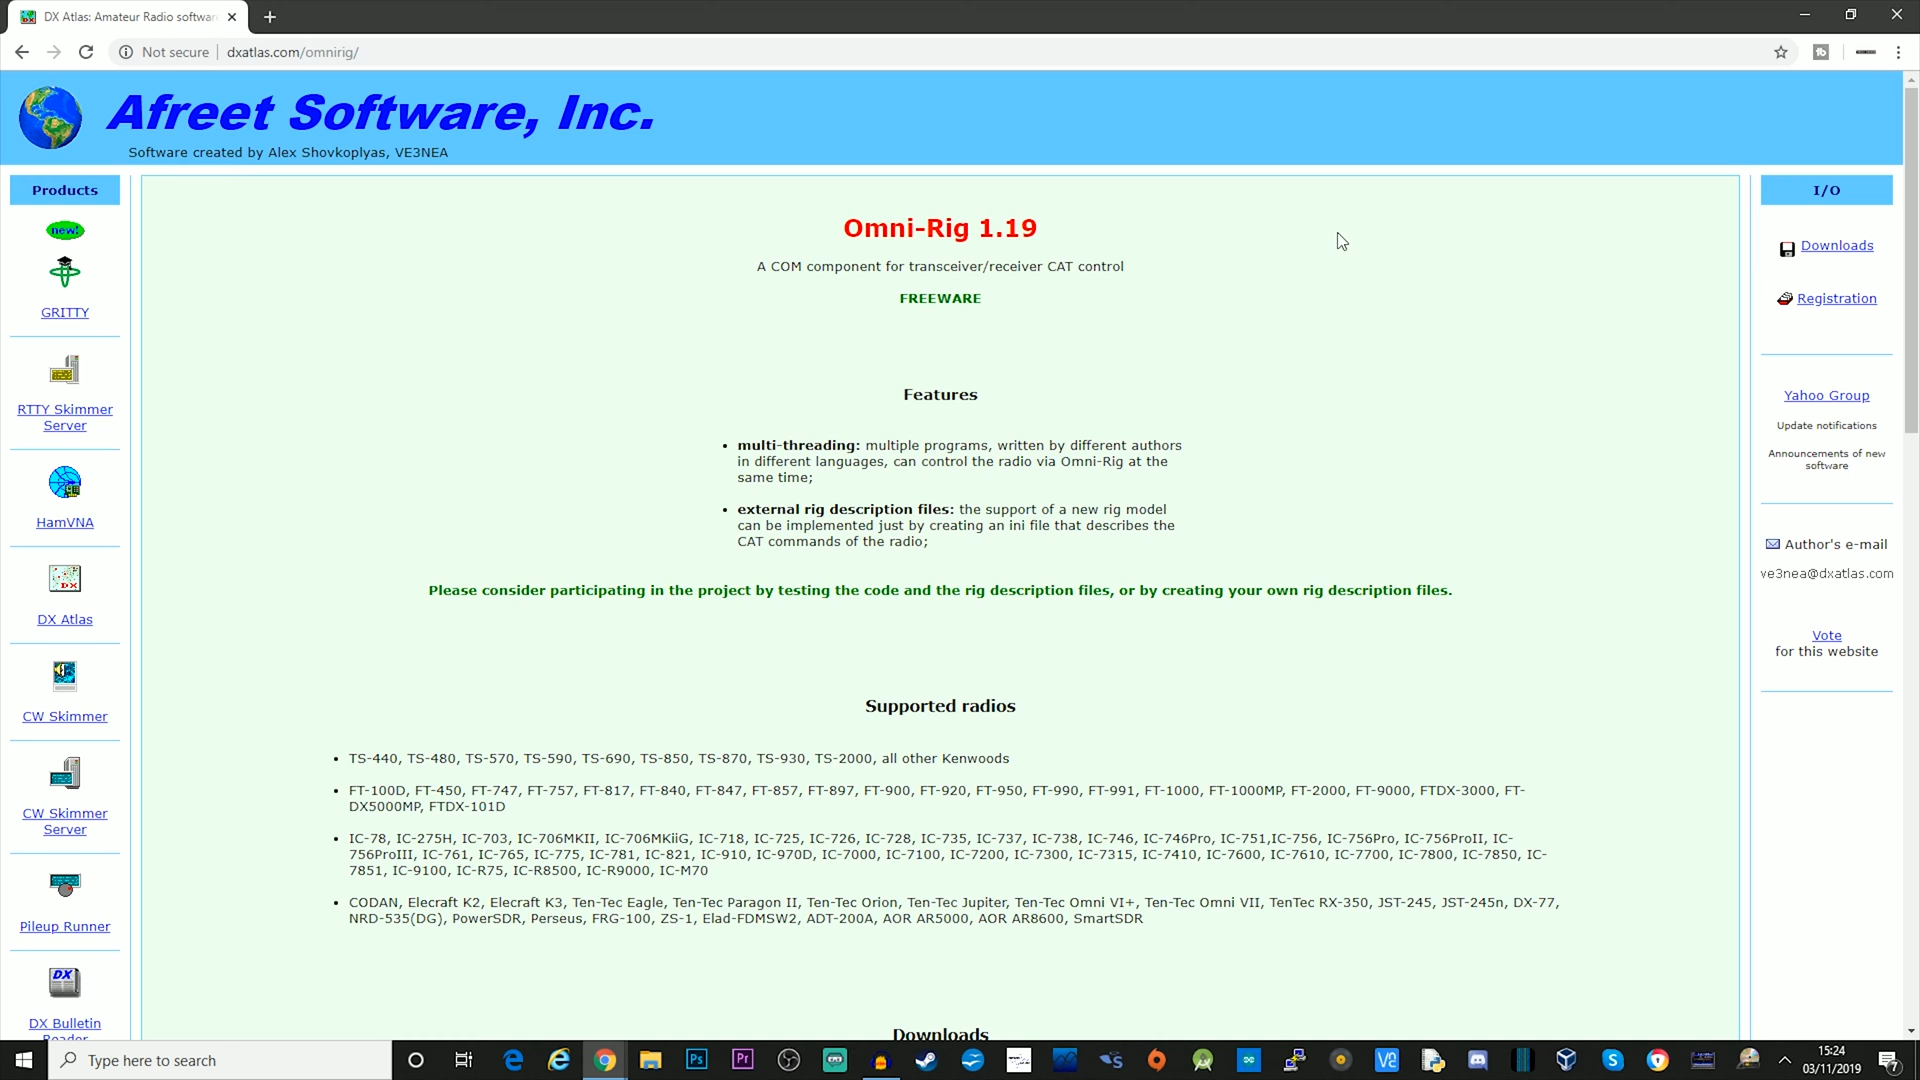 DX Atlas: Amateur Radio softwar
Not secure
dxatlas.com/omnirig/
Afreet Software, Inc.
Software created by Alex Shovkoplyas, VE3NEA
Products
new!
GRITTY
RTTY Skimmer
Server
HamVNA
DX
DX Atlas
CW Skimmer
CW Skimmer
Server
Pileup Runner
DX
DX Bulletin
Reader
Omni-Rig 1.19
A COM component for transceiver/receiver CAT control
FREEWARE
Features
• multi-threading: multiple programs, written by different authors
in different languages, can control the radio via Omni-Rig at the
same time;
• external rig description files: the support of a new rig model
can be implemented just by creating an ini file that describes the
CAT commands of the radio;
Please consider participating in the project by testing the code and the rig description files, or by creating your own rig description files.
Supported radios
• TS-440, TS-480, TS-570, TS-590, TS-690, TS-850, TS-870, TS-930, TS-2000, all other Kenwoods
• FT-100D, FT-450, FT-747, FT-757, FT-817, FT-840, FT-847, FT-857, FT-897, FT-900, FT-920, FT-950, FT-990, FT-991, FT-1000, FT-1000MP, FT-2000, FT-9000, FTDX-3000, FT-
DX5000MP, FTDX-101D
• IC-78, IC-275H, IC-703, IC-706MKII, IC-706MKiiG, IC-718, IC-725, IC-726, IC-728, IC-735, IC-737, IC-738, IC-746, IC-746Pro, IC-751,IC-756, IC-756Pro, IC-756ProII, IC-
756ProIII, IC-761, IC-765, IC-775, IC-781, IC-821, IC-910, IC-970D, IC-7000, IC-7100, IC-7200, IC-7300, IC-7315, IC-7410, IC-7600, IC-7610, IC-7700, IC-7800, IC-7850, IC-
7851, IC-9100, IC-R75, IC-R8500, IC-R9000, IC-M70
• CODAN, Elecraft K2, Elecraft K3, Ten-Tec Eagle, Ten-Tec Paragon II, Ten-Tec Orion, Ten-Tec Jupiter, Ten-Tec Omni VI+, Ten-Tec Omni VII, TenTec RX-350, JST-245, JST-245n, DX-77,
NRD-535(DG), PowerSDR, Perseus, FRG-100, ZS-1, Elad-FDMSW2, ADT-200A, AOR AR5000, AOR AR8600, SmartSDR
Downloads
I/O
Downloads
Registration
Yahoo Group
Update notifications
Announcements of new
software
Author's e-mail
ve3nea@dxatlas.com
Vote
for this website
Type here to search
Ps
Pr
15:24
03/11/2019
7